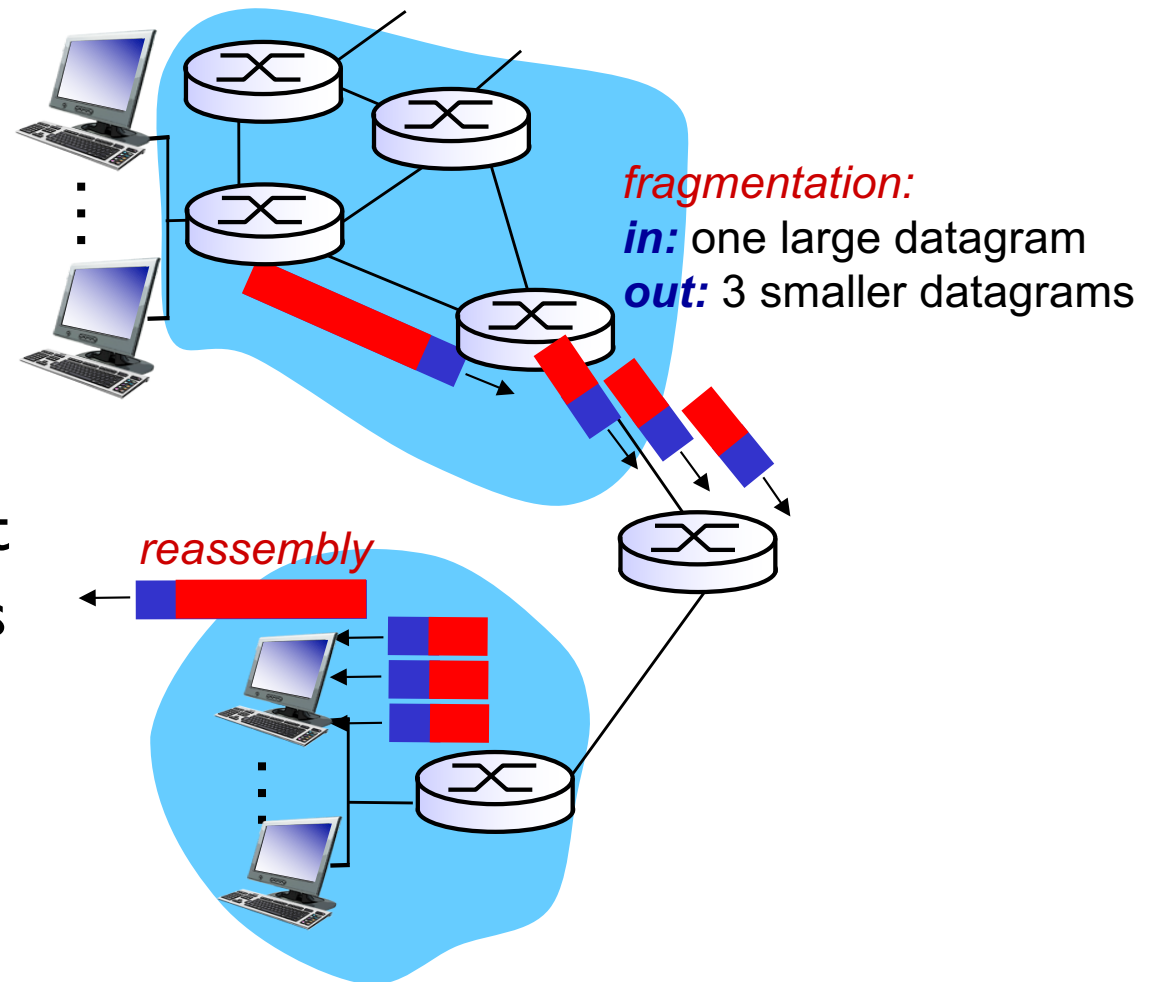 fragmentation:
in: one large datagram
out: 3 smaller datagrams
reassembly